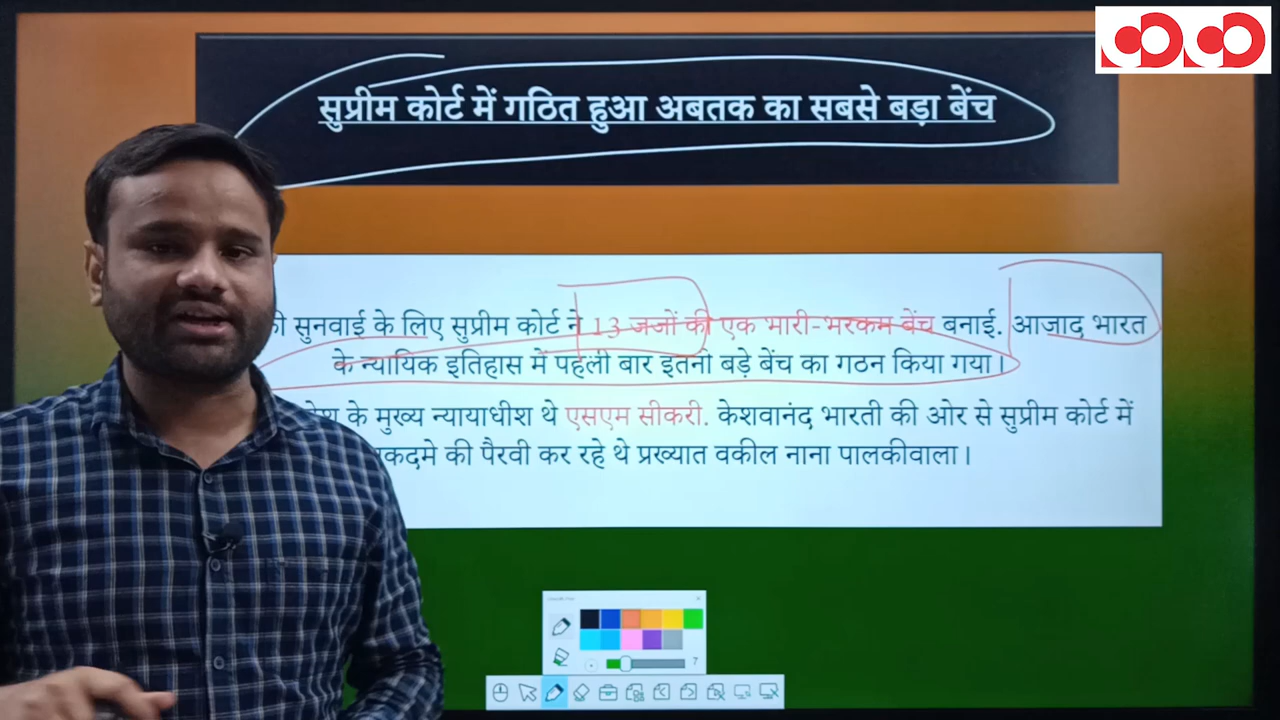 सुप्रीम कोर्ट में गठित हुआ अबतक का सबसे बड़ा बेंच
सुनवाई के लिए सुप्रीम कोर्ट ने 13 जजों की एक भारी-भरकम बेंच बनाई. आजाद भारत
के न्यायिक इतिहास में पहली बार इतनो बड़े बेंच का गठन किया गया।
के मुख्य न्यायाधीश थे एसएम सीकरी. केशवानंद भारती की ओर से सुप्रीम कोर्ट में
की पैरवी कर रहे थे प्रख्यात वकील नाना पालकीवाला।
7